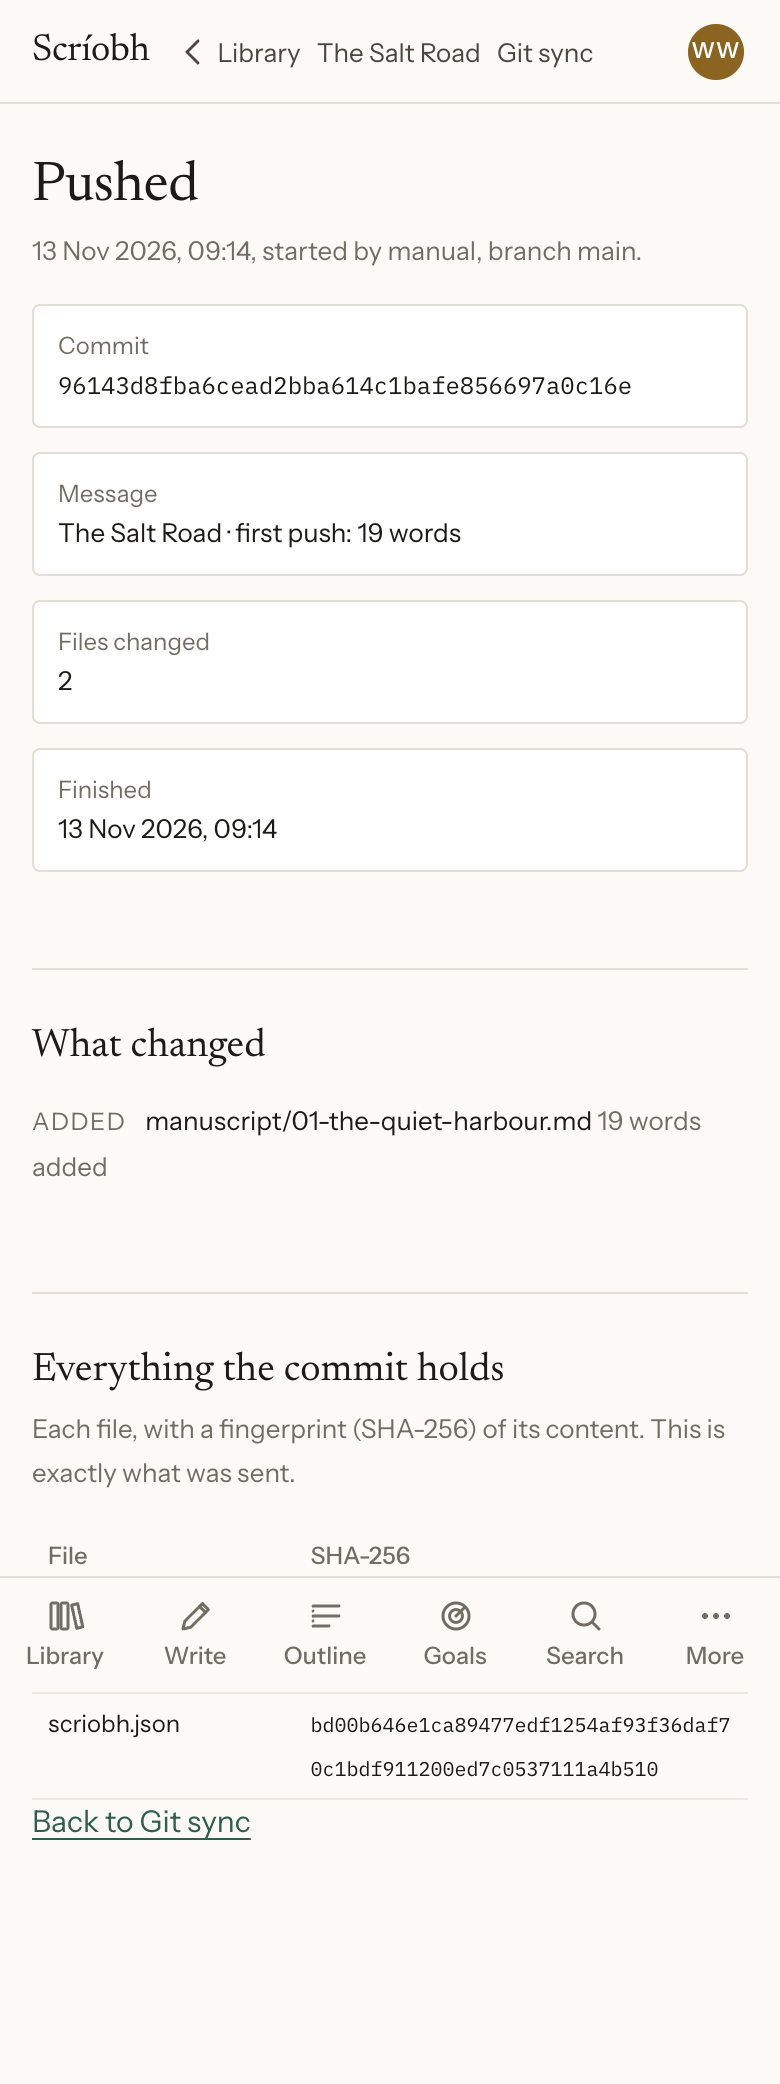 Scríobh
Library The Salt Road Git sync
WW
Pushed
13 Nov 2026, 09:14, started by manual, branch main.
Commit
96143d8fba6cead2bba614c1bafe856697a0c16e
Message
The Salt Road · first push: 19 words
Files changed
2
Finished
13 Nov 2026, 09:14
What changed
ADDED manuscript/01-the-quiet-harbour.md 19 words
added
Everything the commit holds
Each file, with a fingerprint (SHA-256) of its content. This is
exactly what was sent.
File SHA-256
Library Write Outline Goals Search More
scriobh.json bd00b646e1ca89477edf1254af93f36daf7
0c1bdf911200ed7c0537111a4b510
Back to Git sync